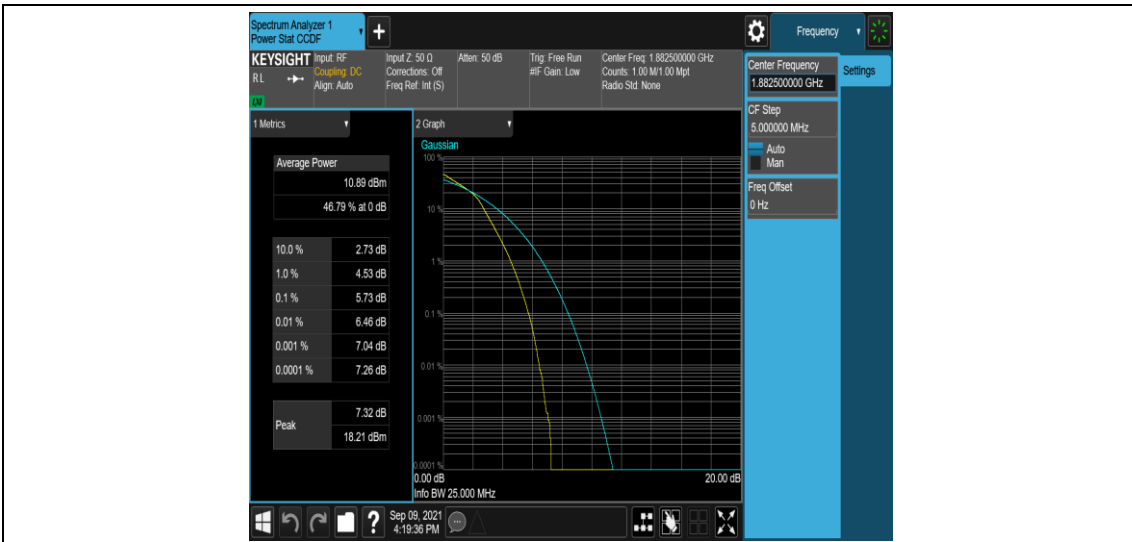 Spectrum Analyzer 1
Power Stat CCDF
+
Frequency
KEYSIGHT
RL
LXI
Input: RF
Coupling: DC
Align: Auto
Input Z: 50 Ω
Corrections: Off
Freq Ref: Int (S)
Atten: 50 dB
Trig: Free Run
#IF Gain: Low
Center Freq: 1.882500000 GHz
Counts: 1.00 M/1.00 Mpt
Radio Std: None
Center Frequency
1.882500000 GHz
Settings
CF Step
5.000000 MHz
Auto
Man
Freq Offset
0 Hz
1 Metrics
Average Power
10.89 dBm
46.79 % at 0 dB
10.0 % 2.73 dB
1.0 % 4.53 dB
0.1 % 5.73 dB
0.01 % 6.46 dB
0.001 % 7.04 dB
0.0001 % 7.26 dB
Peak 7.32 dB
18.21 dBm
2 Graph
Gaussian
100 %
10 %
1 %
0.1 %
0.01 %
0.001 %
0.0001 %
0.00 dB 20.00 dB
Info BW 25.000 MHz
?
Sep 09, 2021
4:19:36 PM